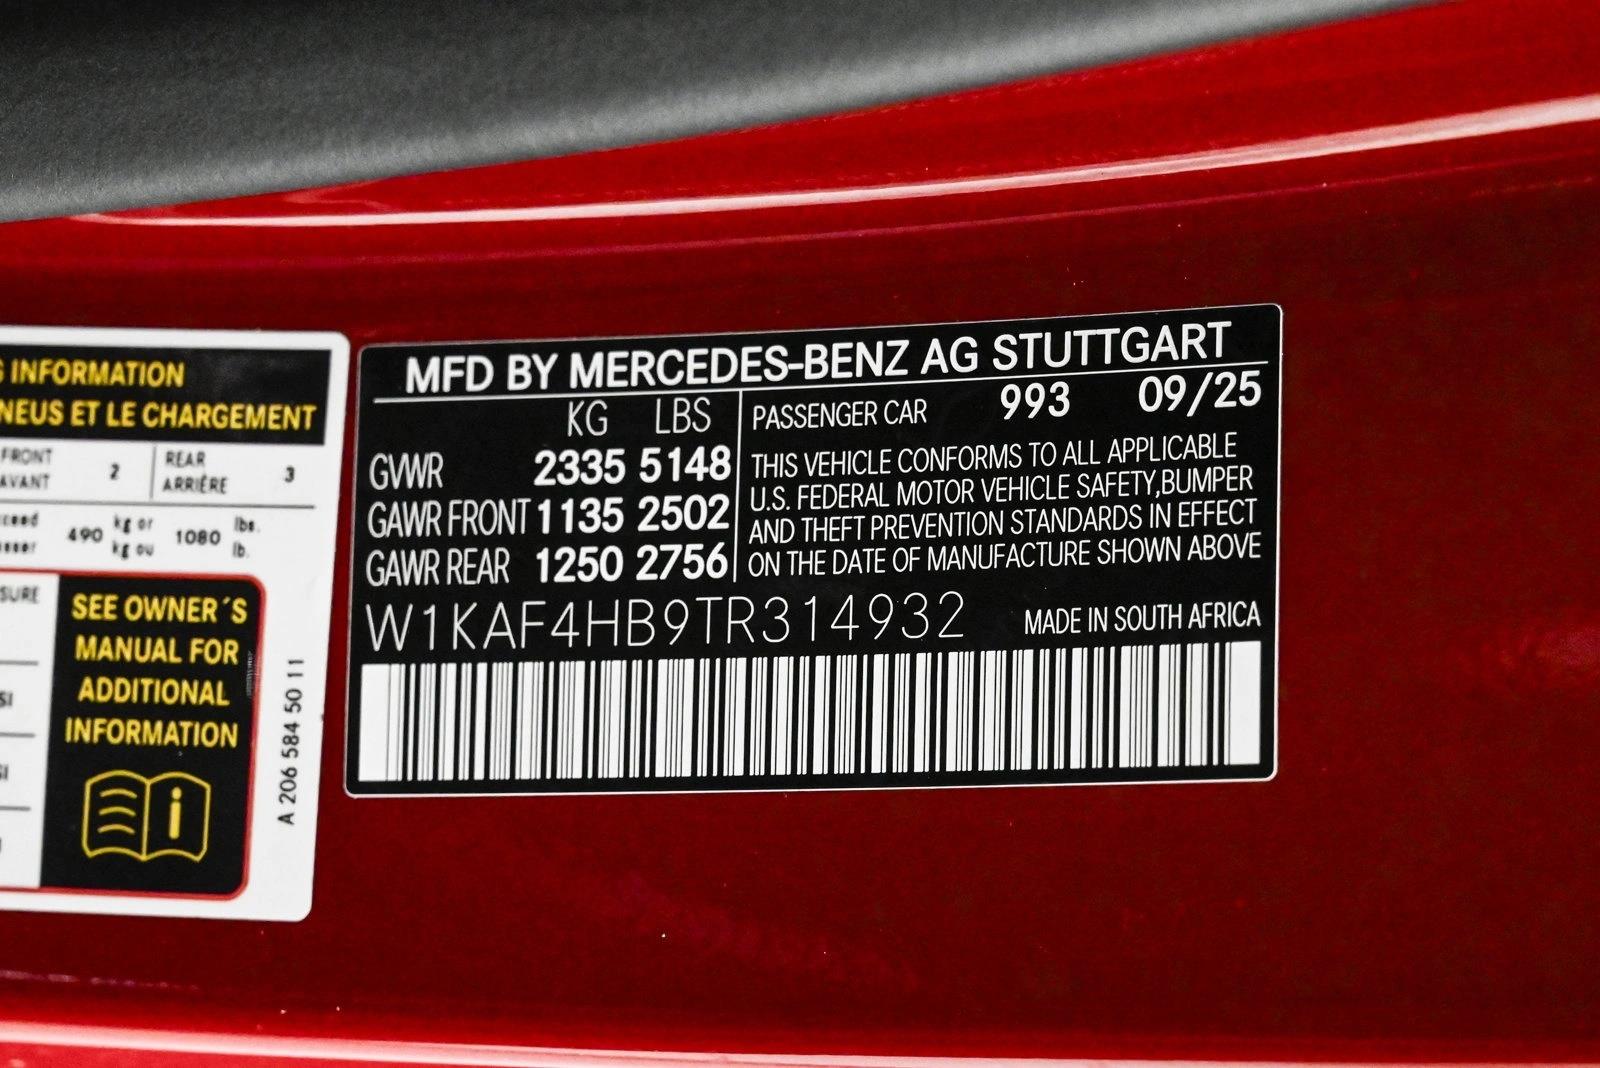 S INFORMATION
NEUS ET LE CHARGEMENT
FRONT 2 REAR 3
AVANT ARRIÈRE
490 kg or 1080 lbs.
kg ou lb.
SURE
SEE OWNER´S
MANUAL FOR
ADDITIONAL
INFORMATION
SI
A 206 584 50 11
MFD BY MERCEDES-BENZ AG STUTTGART
KG LBS
GVWR 2335 5148
GAWR FRONT 1135 2502
GAWR REAR 1250 2756
PASSENGER CAR 993 09/25
THIS VEHICLE CONFORMS TO ALL APPLICABLE
U.S. FEDERAL MOTOR VEHICLE SAFETY,BUMPER
AND THEFT PREVENTION STANDARDS IN EFFECT
ON THE DATE OF MANUFACTURE SHOWN ABOVE
W1KAF4HB9TR314932
MADE IN SOUTH AFRICA